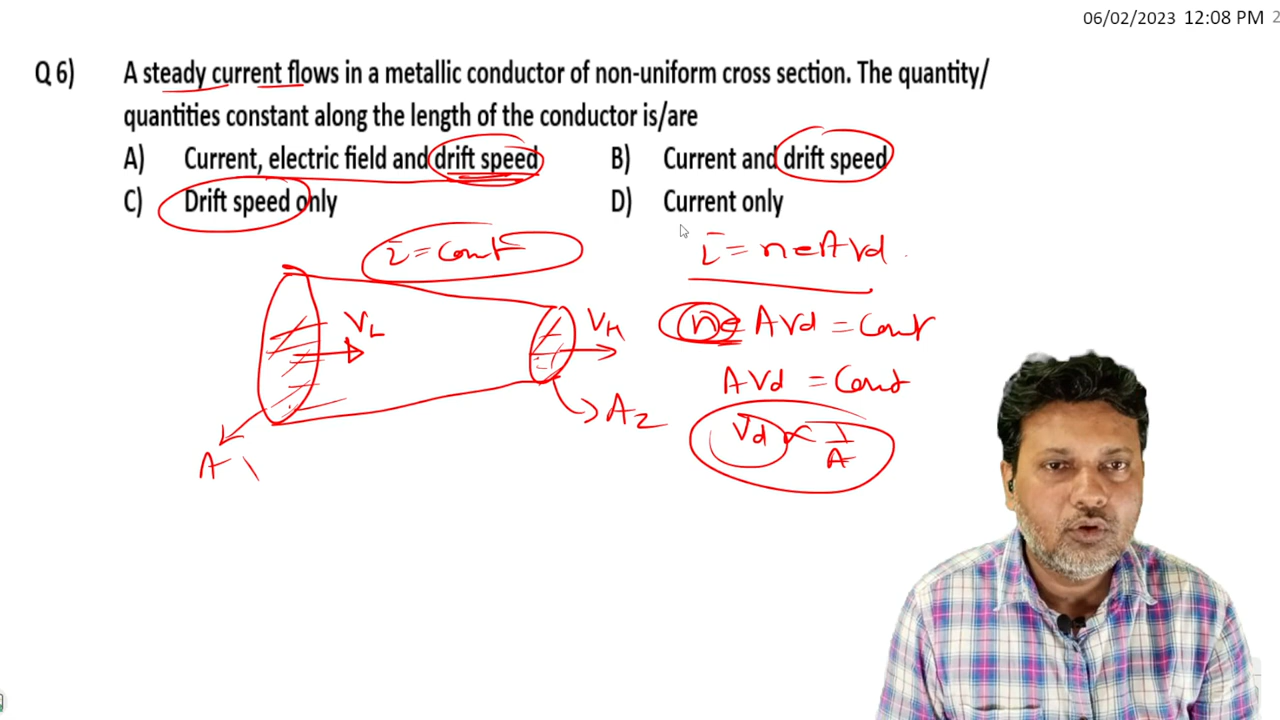 06/02/2023 12:08 PM 2
Q 6) A steady current flows in a metallic conductor of non-uniform cross section. The quantity/
quantities constant along the length of the conductor is/are
A) Current, electric field and drift speed B) Current and drift speed
C) Drift speed only D) Current only
i = const
i = neAVd
neAVd = const
AVd = const
Vd ∝ 1/A
VL
VH
A1
A2